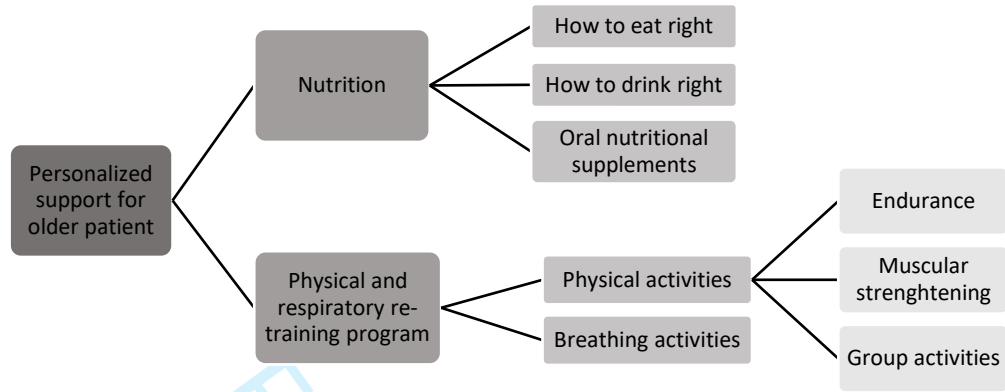 How to eat right
Nutrition
How to drink right
Oral nutritional
supplements
Personalized
support for
older patient
Endurance
Physical and
respiratory re-
training program
Physical activities
Muscular
strenghtening
Breathing activities
Group activities